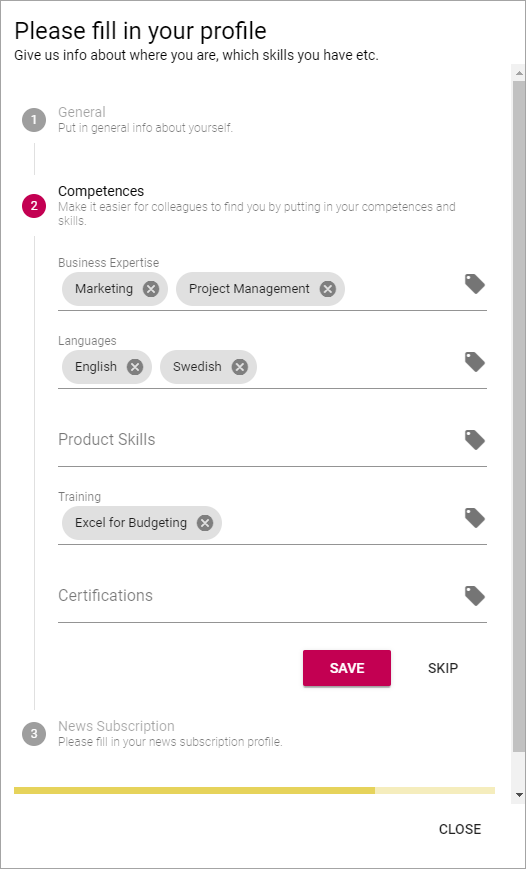 Please fill in your profile
Give us info about where you are, which skills you have etc.
1
General
Put in general info about yourself.
2
Competences
Make it easier for colleagues to find you by putting in your competences and
skills.
Business Expertise
Marketing Project Management
Languages
English Swedish
Product Skills
Training
Excel for Budgeting
Certifications
SAVE SKIP
3
News Subscription
Please fill in your news subscription profile.
CLOSE